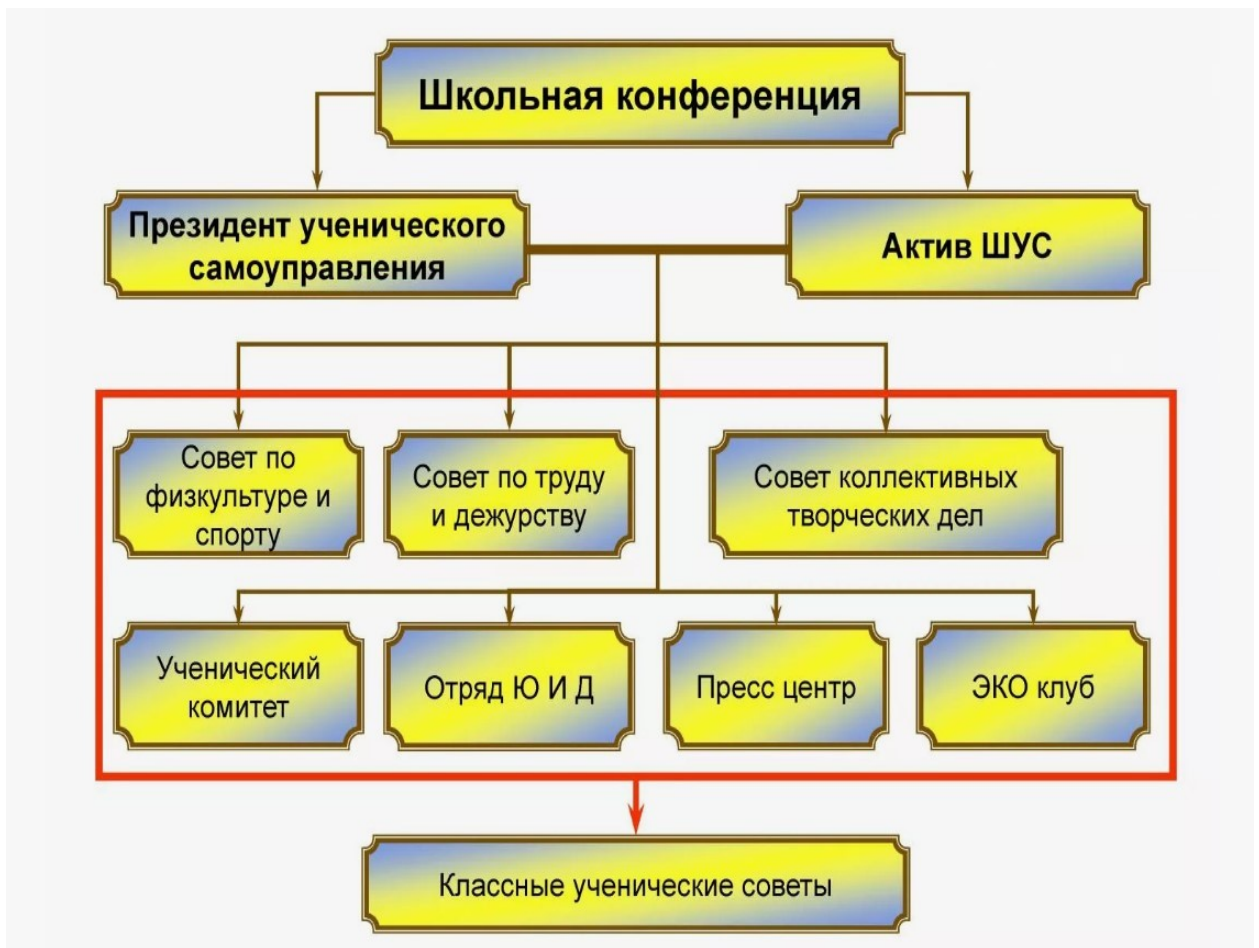 Школьная конференция
Президент ученического
самоуправления
Актив ШУС
Совет по
физкультуре и
спорту
Совет по труду
и дежурству
Совет коллективных
творческих дел
Ученический
комитет
Отряд Ю И Д
Пресс центр
ЭКО клуб
Классные ученические советы